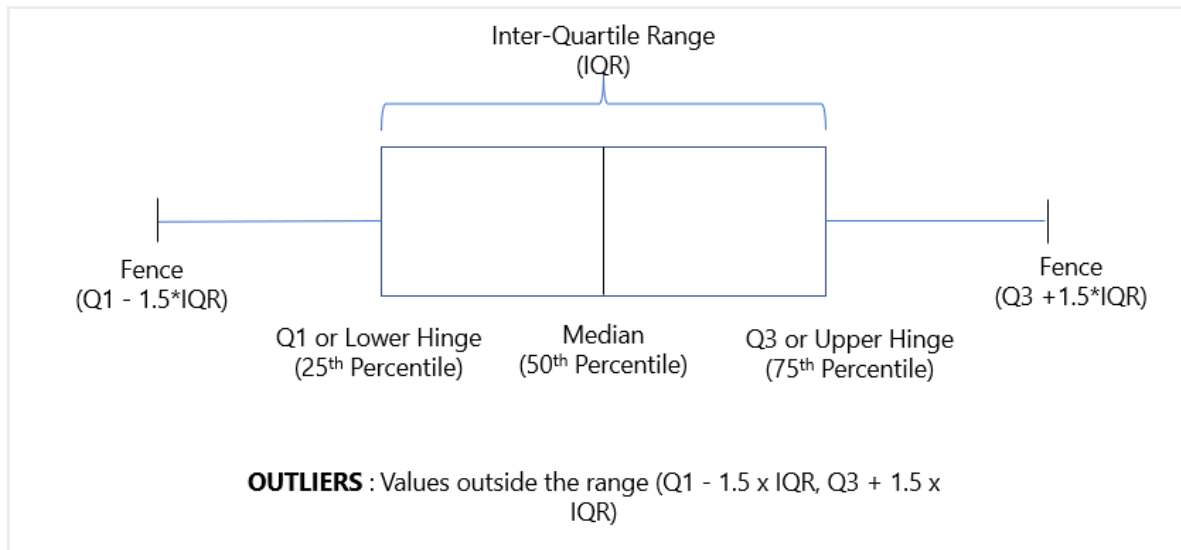 Inter-Quartile Range
(IQR)
Fence
(Q1 - 1.5*IQR)
Fence
(Q3 +1.5*IQR)
Q1 or Lower Hinge
(25th Percentile)
Median
(50th Percentile)
Q3 or Upper Hinge
(75th Percentile)
OUTLIERS : Values outside the range (Q1 - 1.5 x IQR, Q3 + 1.5 x
IQR)